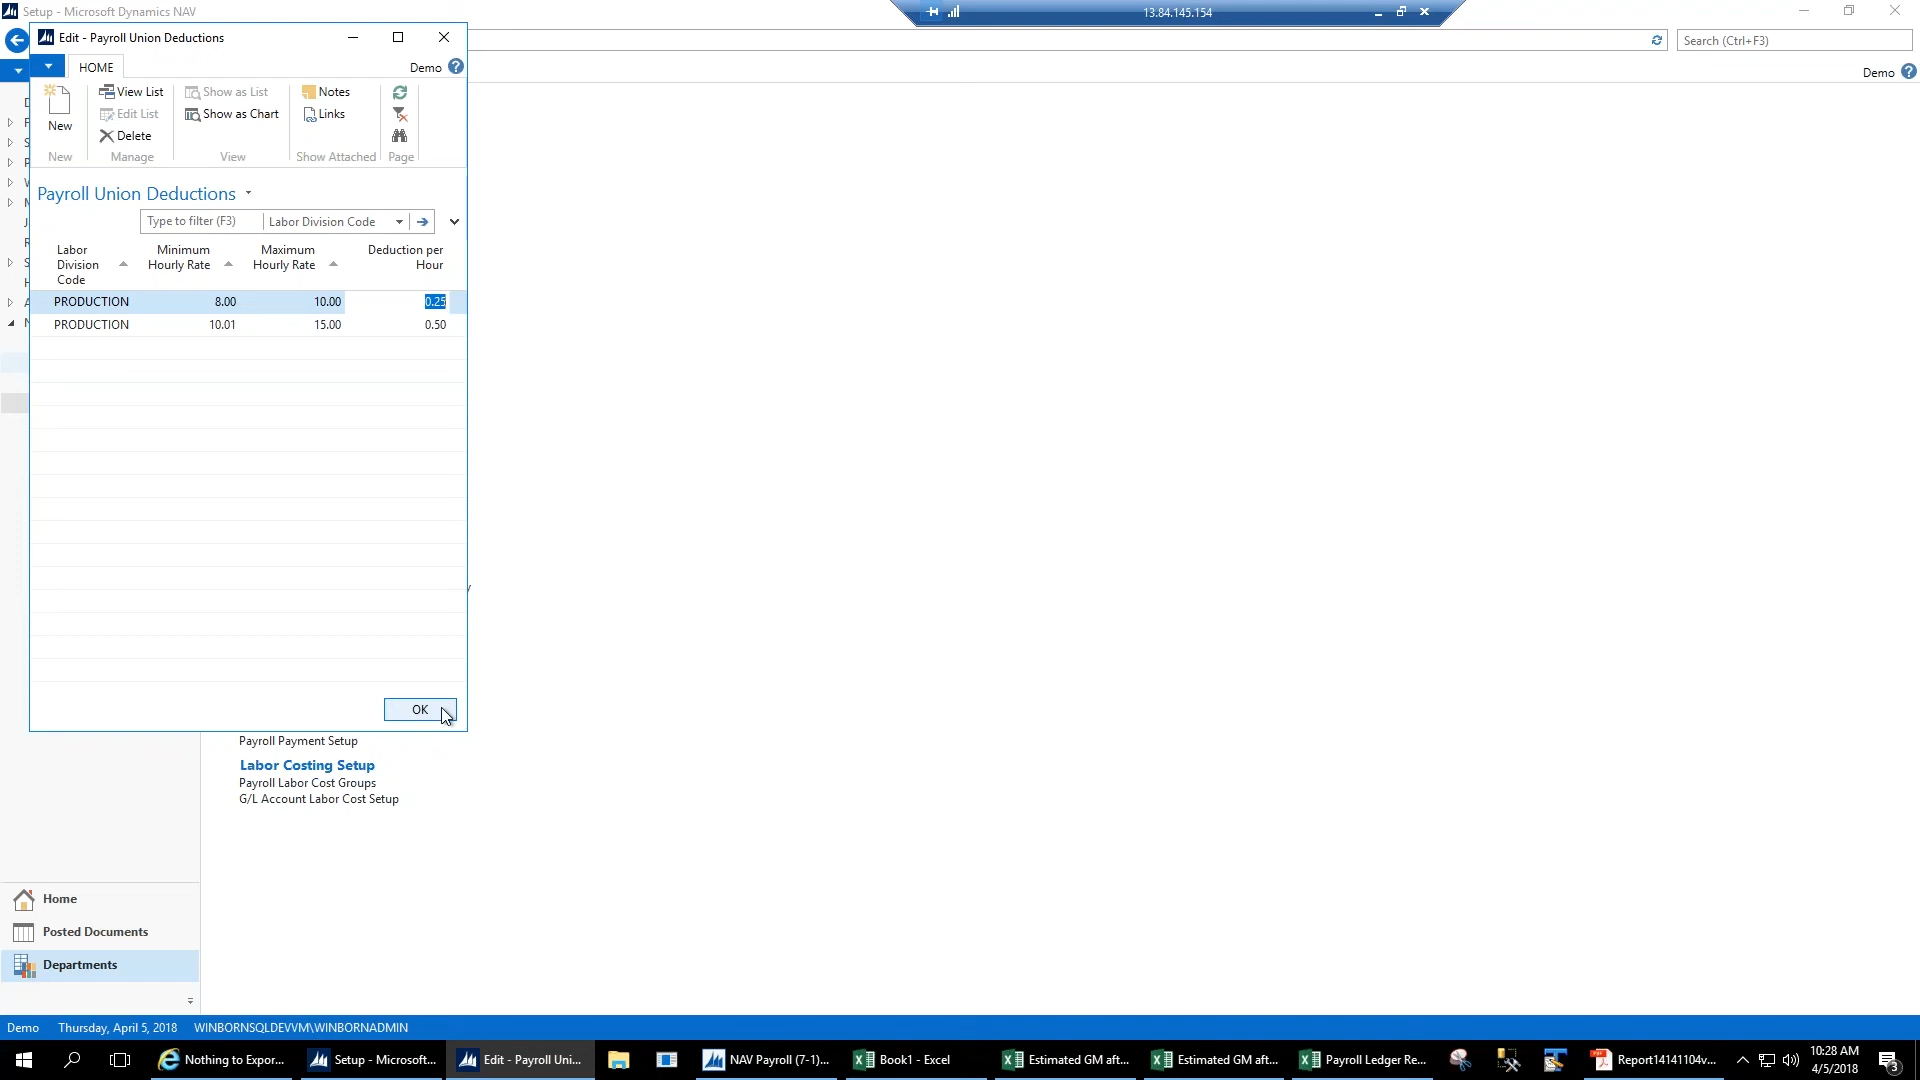 Setup - Microsoft Dynamics NAV
13.84.145.154
Edit - Payroll Union Deductions
Search (Ctrl+F3)
HOME
Demo
Demo
New
View List
Edit List
Delete
Show as List
Show as Chart
Notes
Links
New
Manage
View
Show Attached
Page
Payroll Union Deductions
Type to filter (F3)
Labor Division Code
Labor Division Code
Minimum Hourly Rate
Maximum Hourly Rate
Deduction per Hour
PRODUCTION 8.00 10.00 0.25
PRODUCTION 10.01 15.00 0.50
OK
Payroll Payment Setup
Labor Costing Setup
Payroll Labor Cost Groups
G/L Account Labor Cost Setup
Home
Posted Documents
Departments
Demo Thursday, April 5, 2018 WINBORNSQLDEVVM\WINBORNADMIN
Nothing to Expor...
Setup - Microsoft...
Edit - Payroll Uni...
NAV Payroll (7-1)...
Book1 - Excel
Estimated GM aft...
Estimated GM aft...
Payroll Ledger Re...
Report14141104v...
10:28 AM
4/5/2018
3